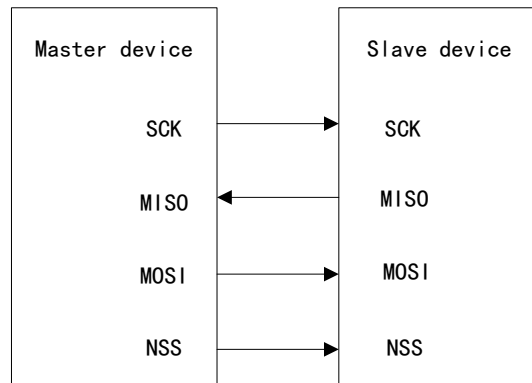 Master device
Slave device
SCK
SCK
MISO
MISO
MOSI
MOSI
NSS
NSS